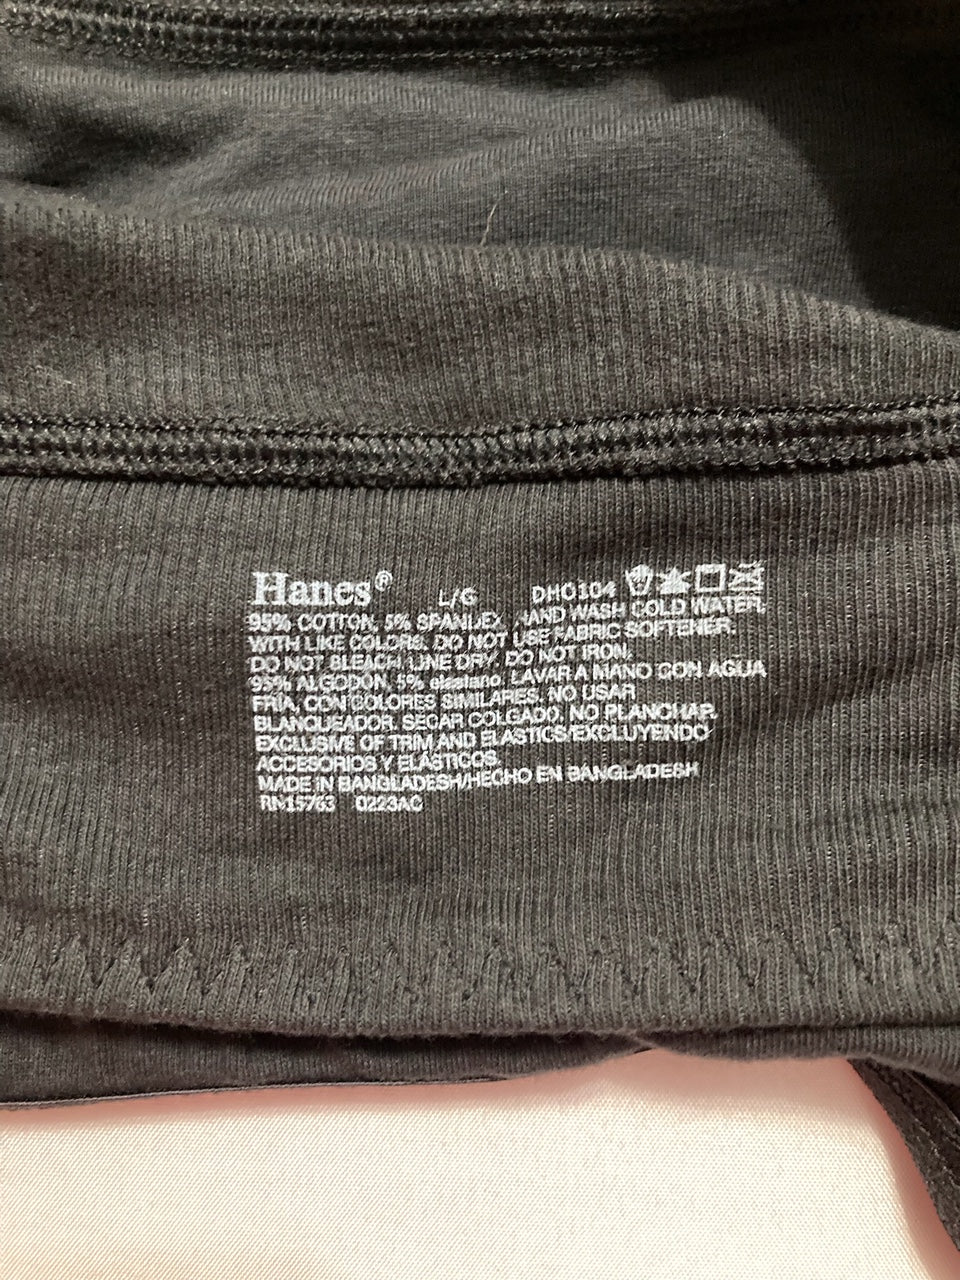 Hanes® L/G DHO104
95% COTTON, 5% SPANDEX. HAND WASH COLD WATER,
WITH LIKE COLORS. DO NOT USE FABRIC SOFTENER.
DO NOT BLEACH. LINE DRY. DO NOT IRON.
95% ALGODON, 5% elastano. LAVAR A MANO CON AGUA
FRIA, CON COLORES SIMILARES. NO USAR
BLANQUEADOR. SECAR COLGADO. NO PLANCHAR.
EXCLUSIVE OF TRIM AND ELASTICS/EXCLUYENDO
ACCESORIOS Y ELASTICOS.
MADE IN BANGLADESH/HECHO EN BANGLADESH
RN15763 0223AC